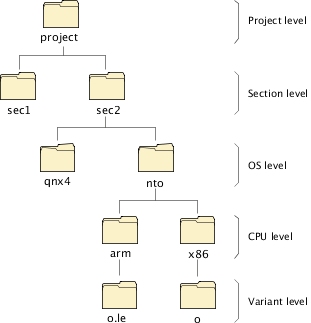 project
Project level
sec1
sec2
Section level
qnx4
nto
OS level
arm
x86
CPU level
o.le
o
Variant level